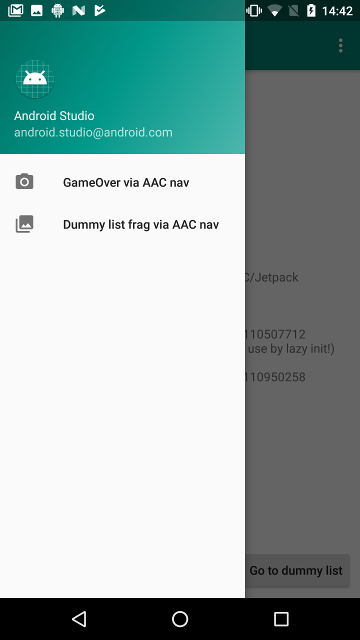 14:42
Android Studio
android.studio@android.com
GameOver via AAC nav
Dummy list frag via AAC nav
C/Jetpack
110507712
use by lazy init!)
110950258
Go to dummy list